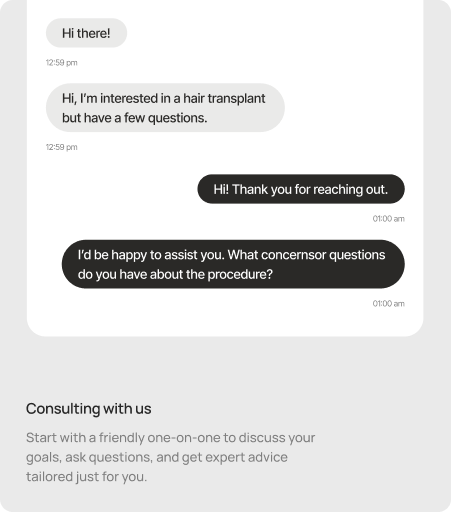 Hi there!
12:59 pm
Hi, I'm interested in a hair transplant
but have a few questions.
12:59 pm
Hi! Thank you for reaching out.
01:00 am
I'd be happy to assist you. What concernsor questions
do you have about the procedure?
01:00 am
Consulting with us
Start with a friendly one-on-one to discuss your
goals, ask questions, and get expert advice
tailored just for you.